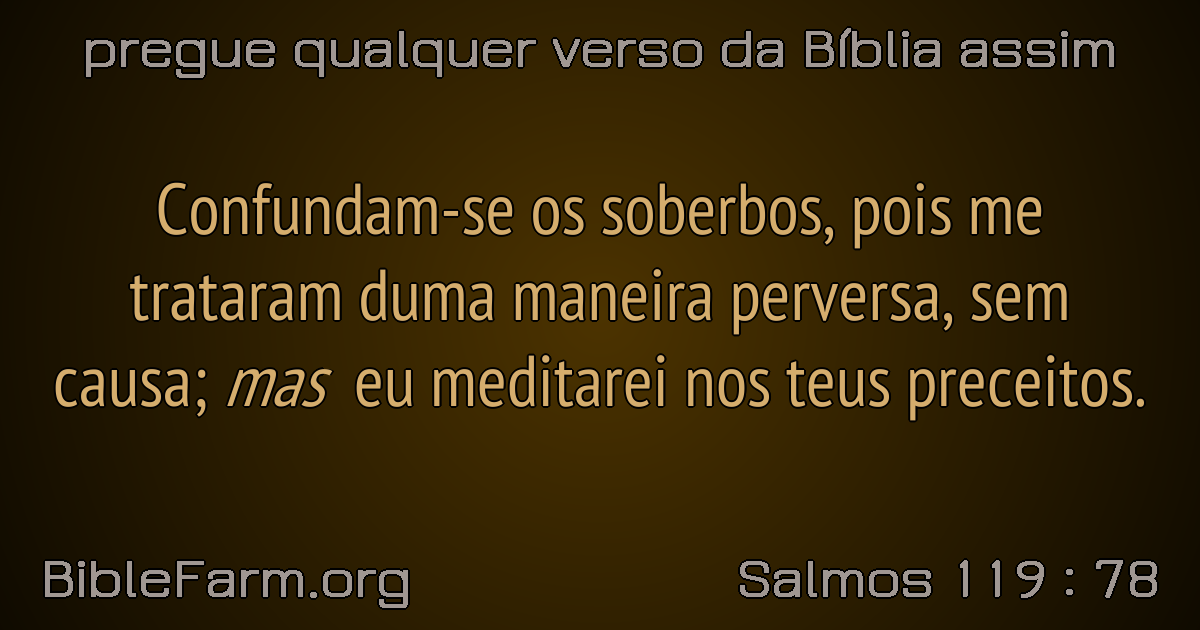 pregue qualquer verso da Bíblia assim
Confundam-se os soberbos, pois me
trataram duma maneira perversa, sem
causa; mas eu meditarei nos teus preceitos.
BibleFarm.org
Salmos 119 : 78